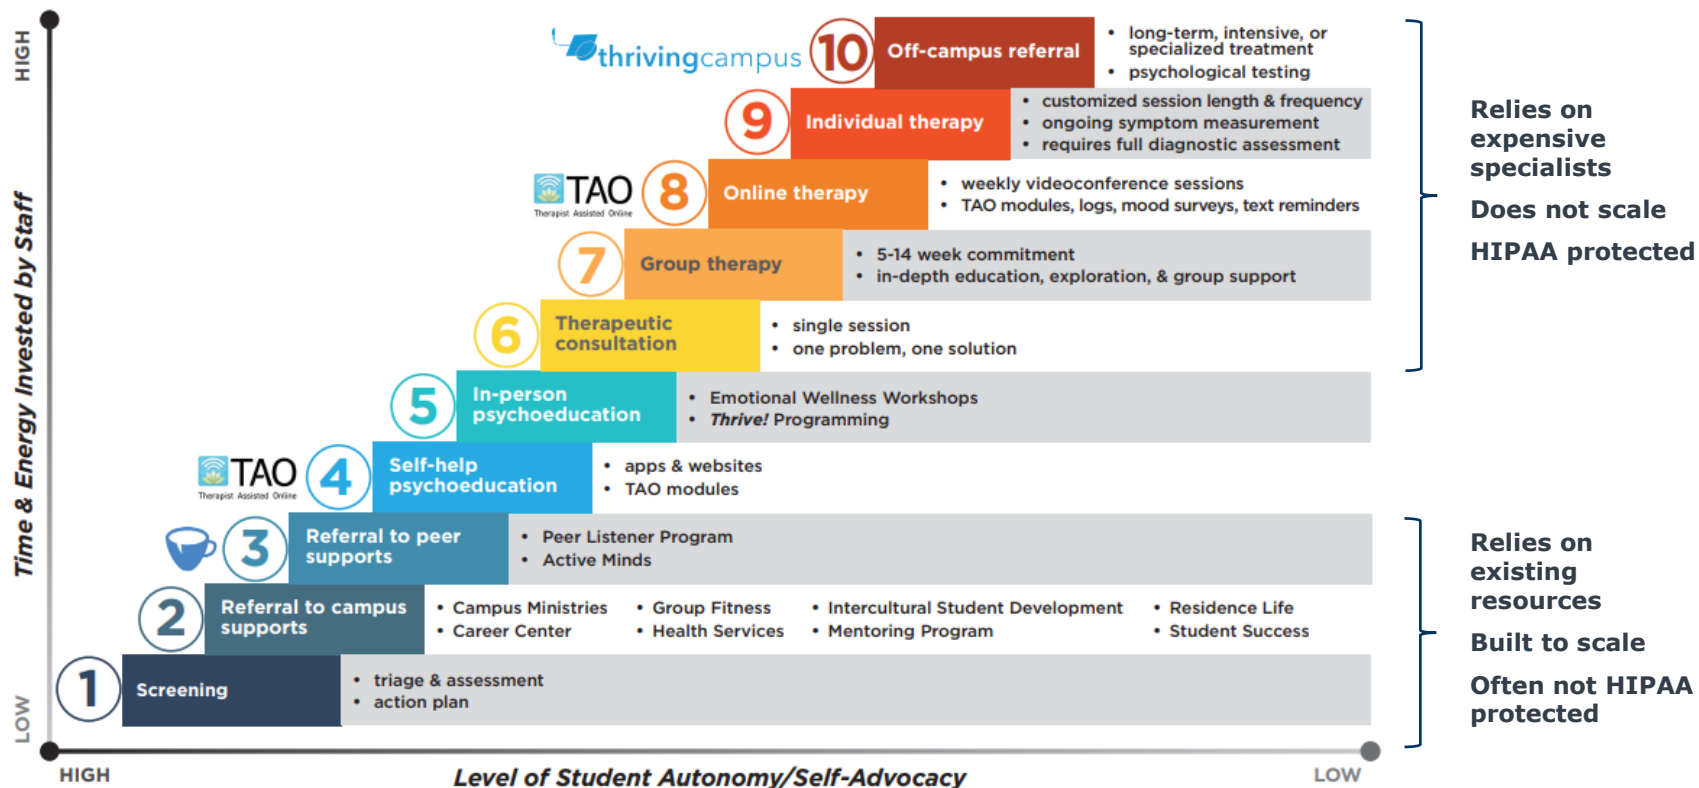 HIGH
Time & Energy Invested by Staff
LOW
thrivingcampus
10
Off-campus referral
• long-term, intensive, or
specialized treatment
• psychological testing
9
Individual therapy
• customized session length & frequency
• ongoing symptom measurement
• requires full diagnostic assessment
TAO
Therapist Assisted Online
8
Online therapy
• weekly videoconference sessions
• TAO modules, logs, mood surveys, text reminders
7
Group therapy
• 5-14 week commitment
• in-depth education, exploration, & group support
6
Therapeutic
consultation
• single session
• one problem, one solution
5
In-person
psychoeducation
• Emotional Wellness Workshops
• Thrive! Programming
TAO
Therapist Assisted Online
4
Self-help
psychoeducation
• apps & websites
• TAO modules
3
Referral to peer
supports
• Peer Listener Program
• Active Minds
2
Referral to campus
supports
• Campus Ministries
• Career Center
• Group Fitness
• Health Services
• Intercultural Student Development
• Mentoring Program
• Residence Life
• Student Success
1
Screening
• triage & assessment
• action plan
HIGH
Level of Student Autonomy/Self-Advocacy
LOW
Relies on
expensive
specialists
Does not scale
HIPAA protected
Relies on
existing
resources
Built to scale
Often not HIPAA
protected